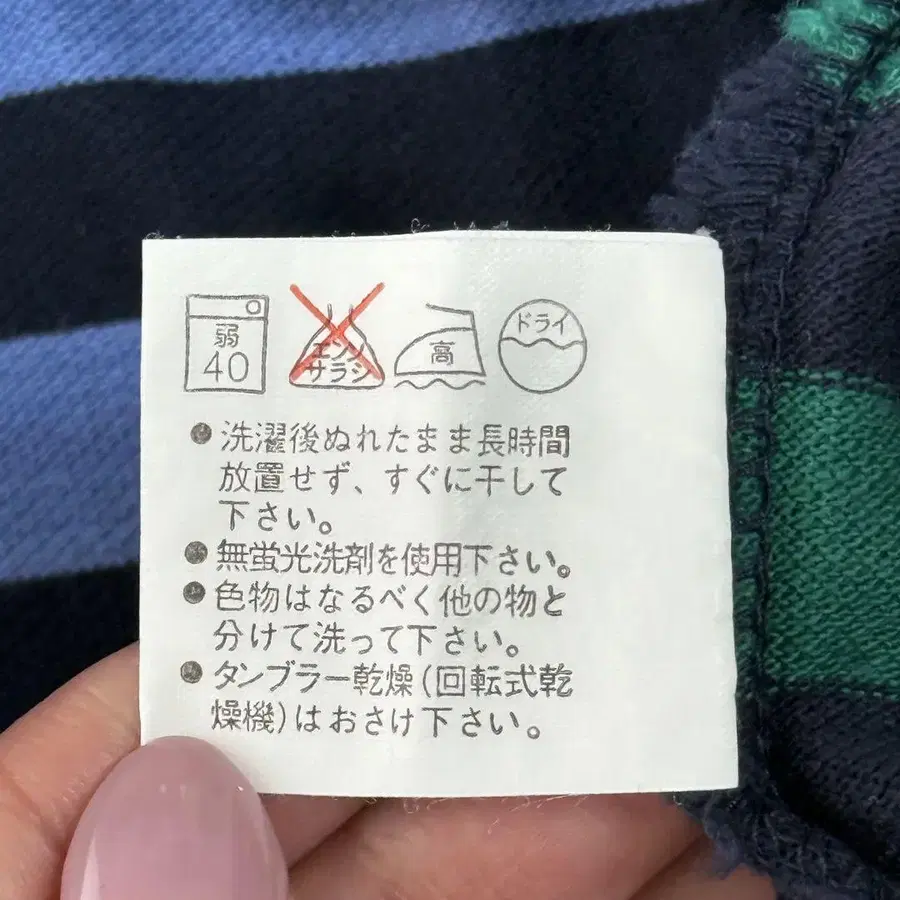 弱
40
エンソ
サラシ
高
ドライ
●洗濯後ぬれたまま長時間
放置せず、すぐに干して
下さい。
●無蛍光洗剤を使用下さい。
●色物はなるべく他の物と
分けて洗って下さい。
●タンブラー乾燥(回転式乾
燥機)はおさけ下さい。